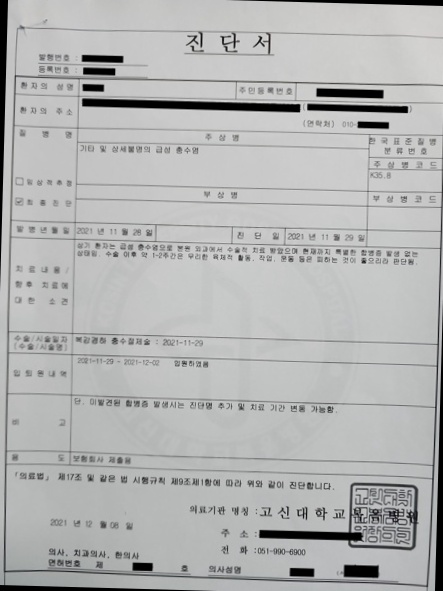 진단서
발행번호 :
등록번호 :
환자의 성명
주민등록번호
환자의 주소
(연락처) 010-
질 병 명
주 상 병
한국표준질병
분류번호
기타 및 상세불명의 급성 충수염
주상병코드
K35.8
□임상적추정
☑최종진단
부 상 병
부상병코드
발 병 년 월 일
2021 년 11 월 28 일
진 단 일
2021 년 11 월 29 일
치료내용 /
향후 치료에
대한 소견
상기 환자는 급성 충수염으로 본원 외과에서 수술적 치료 받았으며 현재까지 특별한 합병증 발생 없는
상태임. 수술 이후 약 1-2주간은 무리한 육체적 활동, 작업, 운동 등은 피하는 것이 좋으리라 판단됨.
수술/시술일자
(수술/시술명)
복강경하 충수절제술 : 2021-11-29
입퇴원내역
2021-11-29 ~ 2021-12-02 입원하였음
비 고
단, 미발견된 합병증 발생시는 진단명 추가 및 치료 기간 변동 가능함.
용 도
보험회사 제출용
「의료법」 제17조 및 같은 법 시행규칙 제9조제1항에 따라 위와 같이 진단합니다.
의료기관 명칭 : 고신대학교복음병원
2021 년 12 월 08 일
주 소 :
전 화 : 051-990-6900
의사, 치과의사, 한의사
면허번호 제 호 의사성명